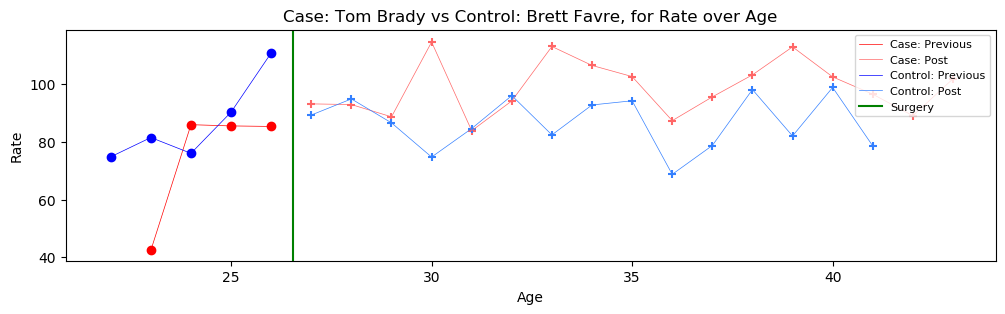 Case: Tom Brady vs Control: Brett Favre, for Rate over Age
Case: Previous
Case: Post
Control: Previous
Control: Post
Surgery
Rate
100
80
60
40
25
30
35
40
Age